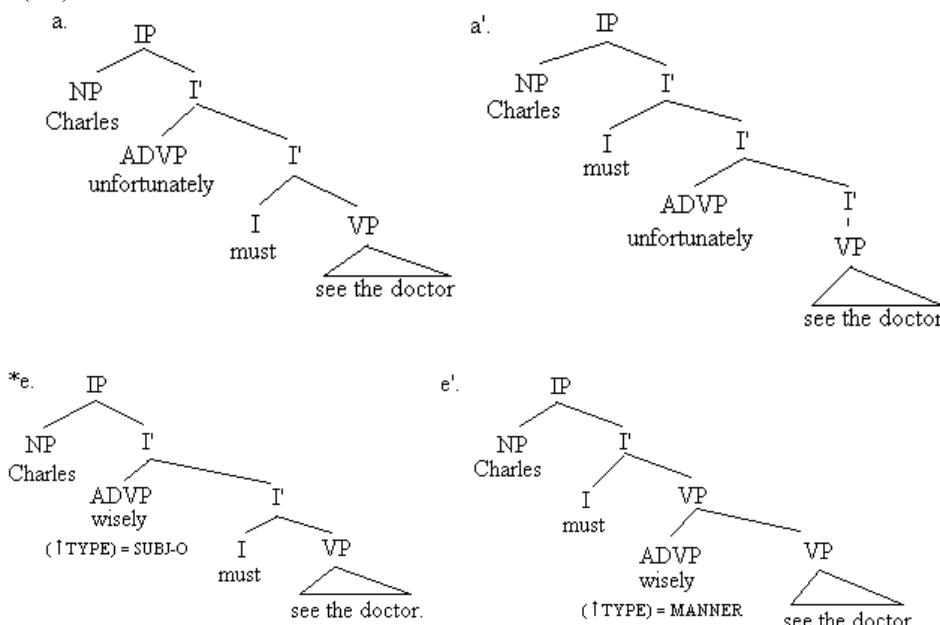 a.
IP
NP
Charles
I'
ADVP
unfortunately
I'
I
must
VP
see the doctor
a'.
IP
NP
Charles
I'
I
must
I'
ADVP
unfortunately
I'
VP
see the doctor
*e.
IP
NP
Charles
I'
ADVP
wisely
(↑TYPE) = SUBJ-O
I'
I
must
VP
see the doctor.
e'.
IP
NP
Charles
I'
I
must
VP
ADVP
wisely
(↑TYPE) = MANNER
VP
see the doctor